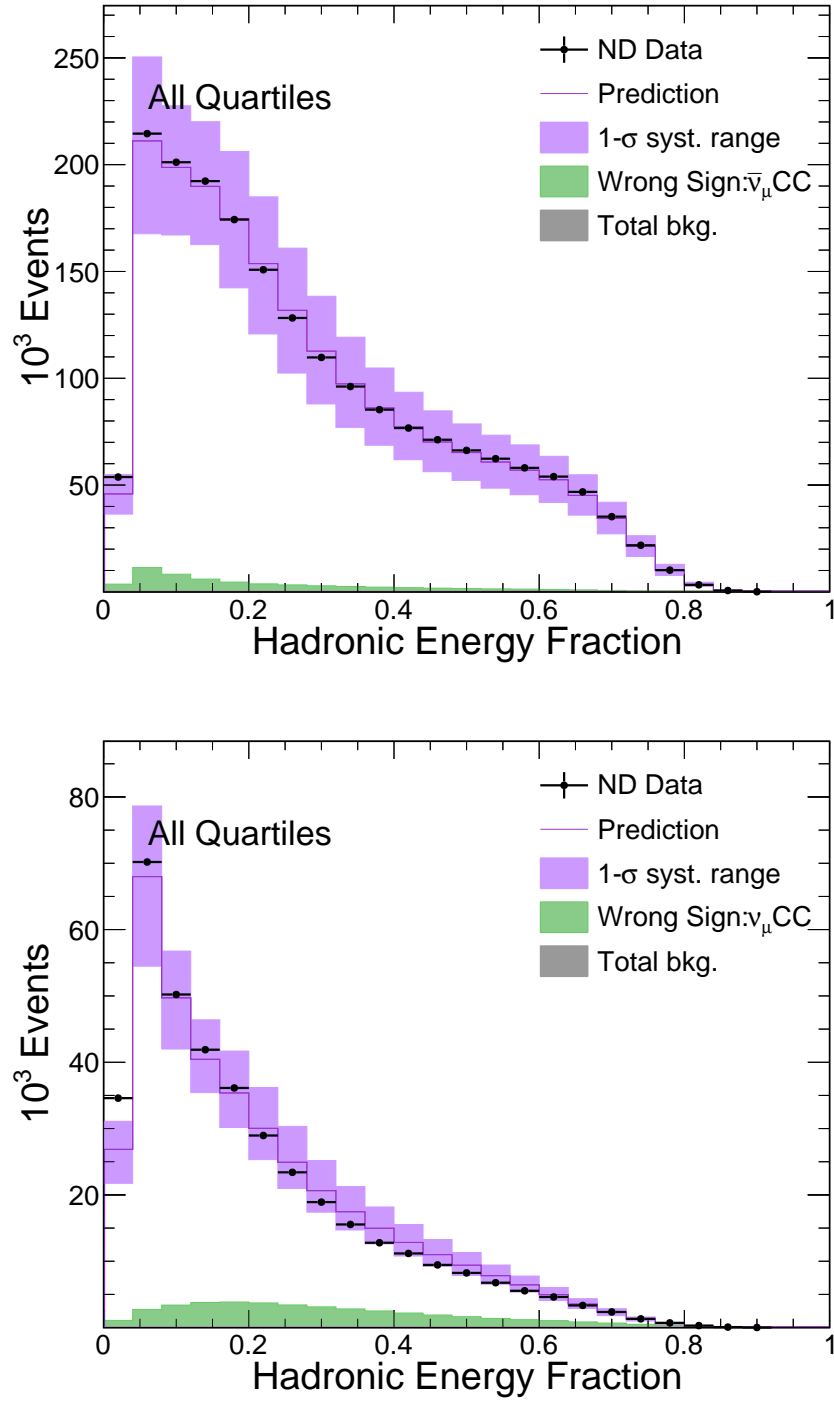 250
200
150
100
50
10³ Events
All Quartiles
ND Data
Prediction
1-σ syst. range
Wrong Sign:ν̅_μCC
Total bkg.
0 0.2 0.4 0.6 0.8 1
Hadronic Energy Fraction
80
60
40
20
10³ Events
All Quartiles
ND Data
Prediction
1-σ syst. range
Wrong Sign:ν_μCC
Total bkg.
0 0.2 0.4 0.6 0.8 1
Hadronic Energy Fraction